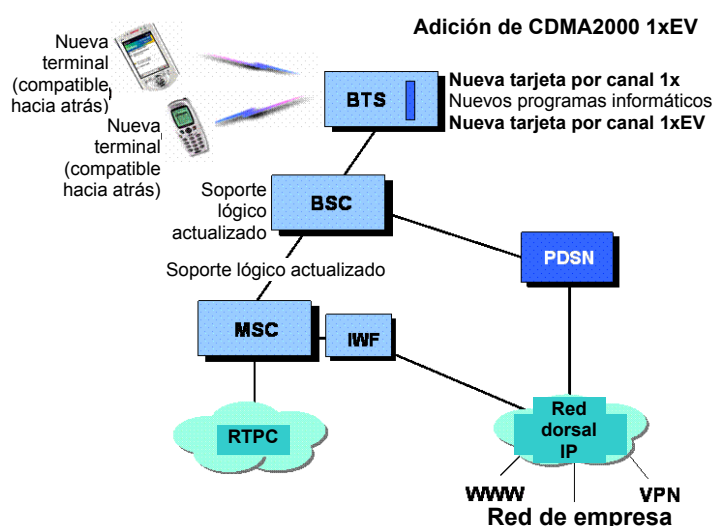 Adición de CDMA2000 1xEV
Nueva
terminal
(compatible
hacia atrás)
Nueva
terminal
(compatible
hacia atrás)
BTS
Nueva tarjeta por canal 1x
Nuevos programas informáticos
Nueva tarjeta por canal 1xEV
Soporte
lógico
actualizado
BSC
PDSN
Soporte lógico actualizado
MSC
IWF
RTPC
Red
dorsal
IP
WWW
VPN
Red de empresa